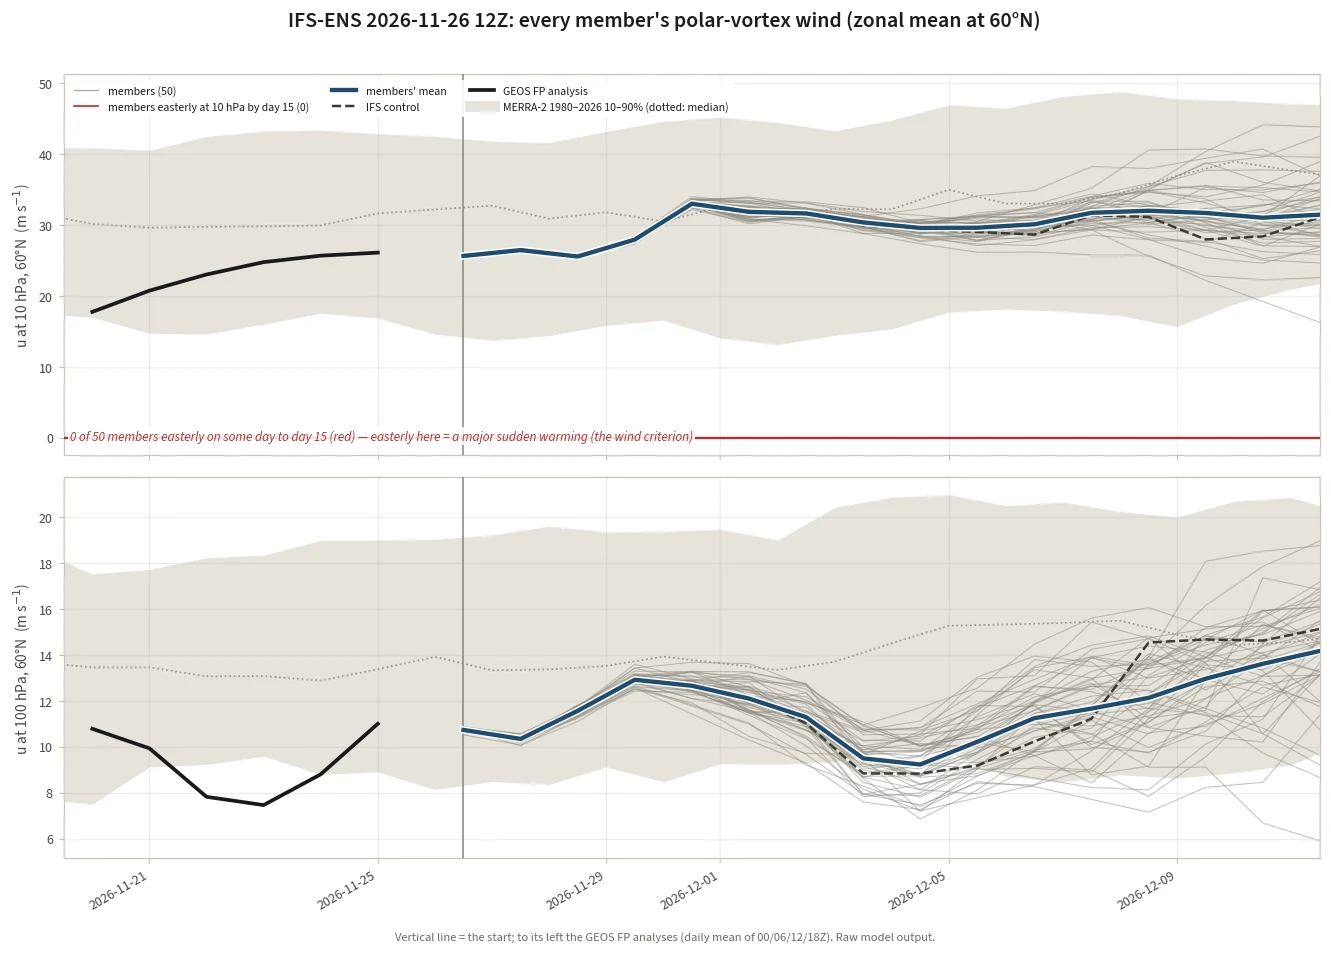 IFS-ENS 2026-11-26 12Z: every member's polar-vortex wind (zonal mean at 60°N)
members (50)
members easterly at 10 hPa by day 15 (0)
members' mean
IFS control
GEOS FP analysis
MERRA-2 1980–2026 10–90% (dotted: median)
u at 10 hPa, 60°N (m s⁻¹)
50
40
30
20
10
0
0 of 50 members easterly on some day to day 15 (red) — easterly here = a major sudden warming (the wind criterion)
u at 100 hPa, 60°N (m s⁻¹)
20
18
16
14
12
10
8
6
2026-11-21
2026-11-25
2026-11-29
2026-12-01
2026-12-05
2026-12-09
Vertical line = the start; to its left the GEOS FP analyses (daily mean of 00/06/12/18Z). Raw model output.